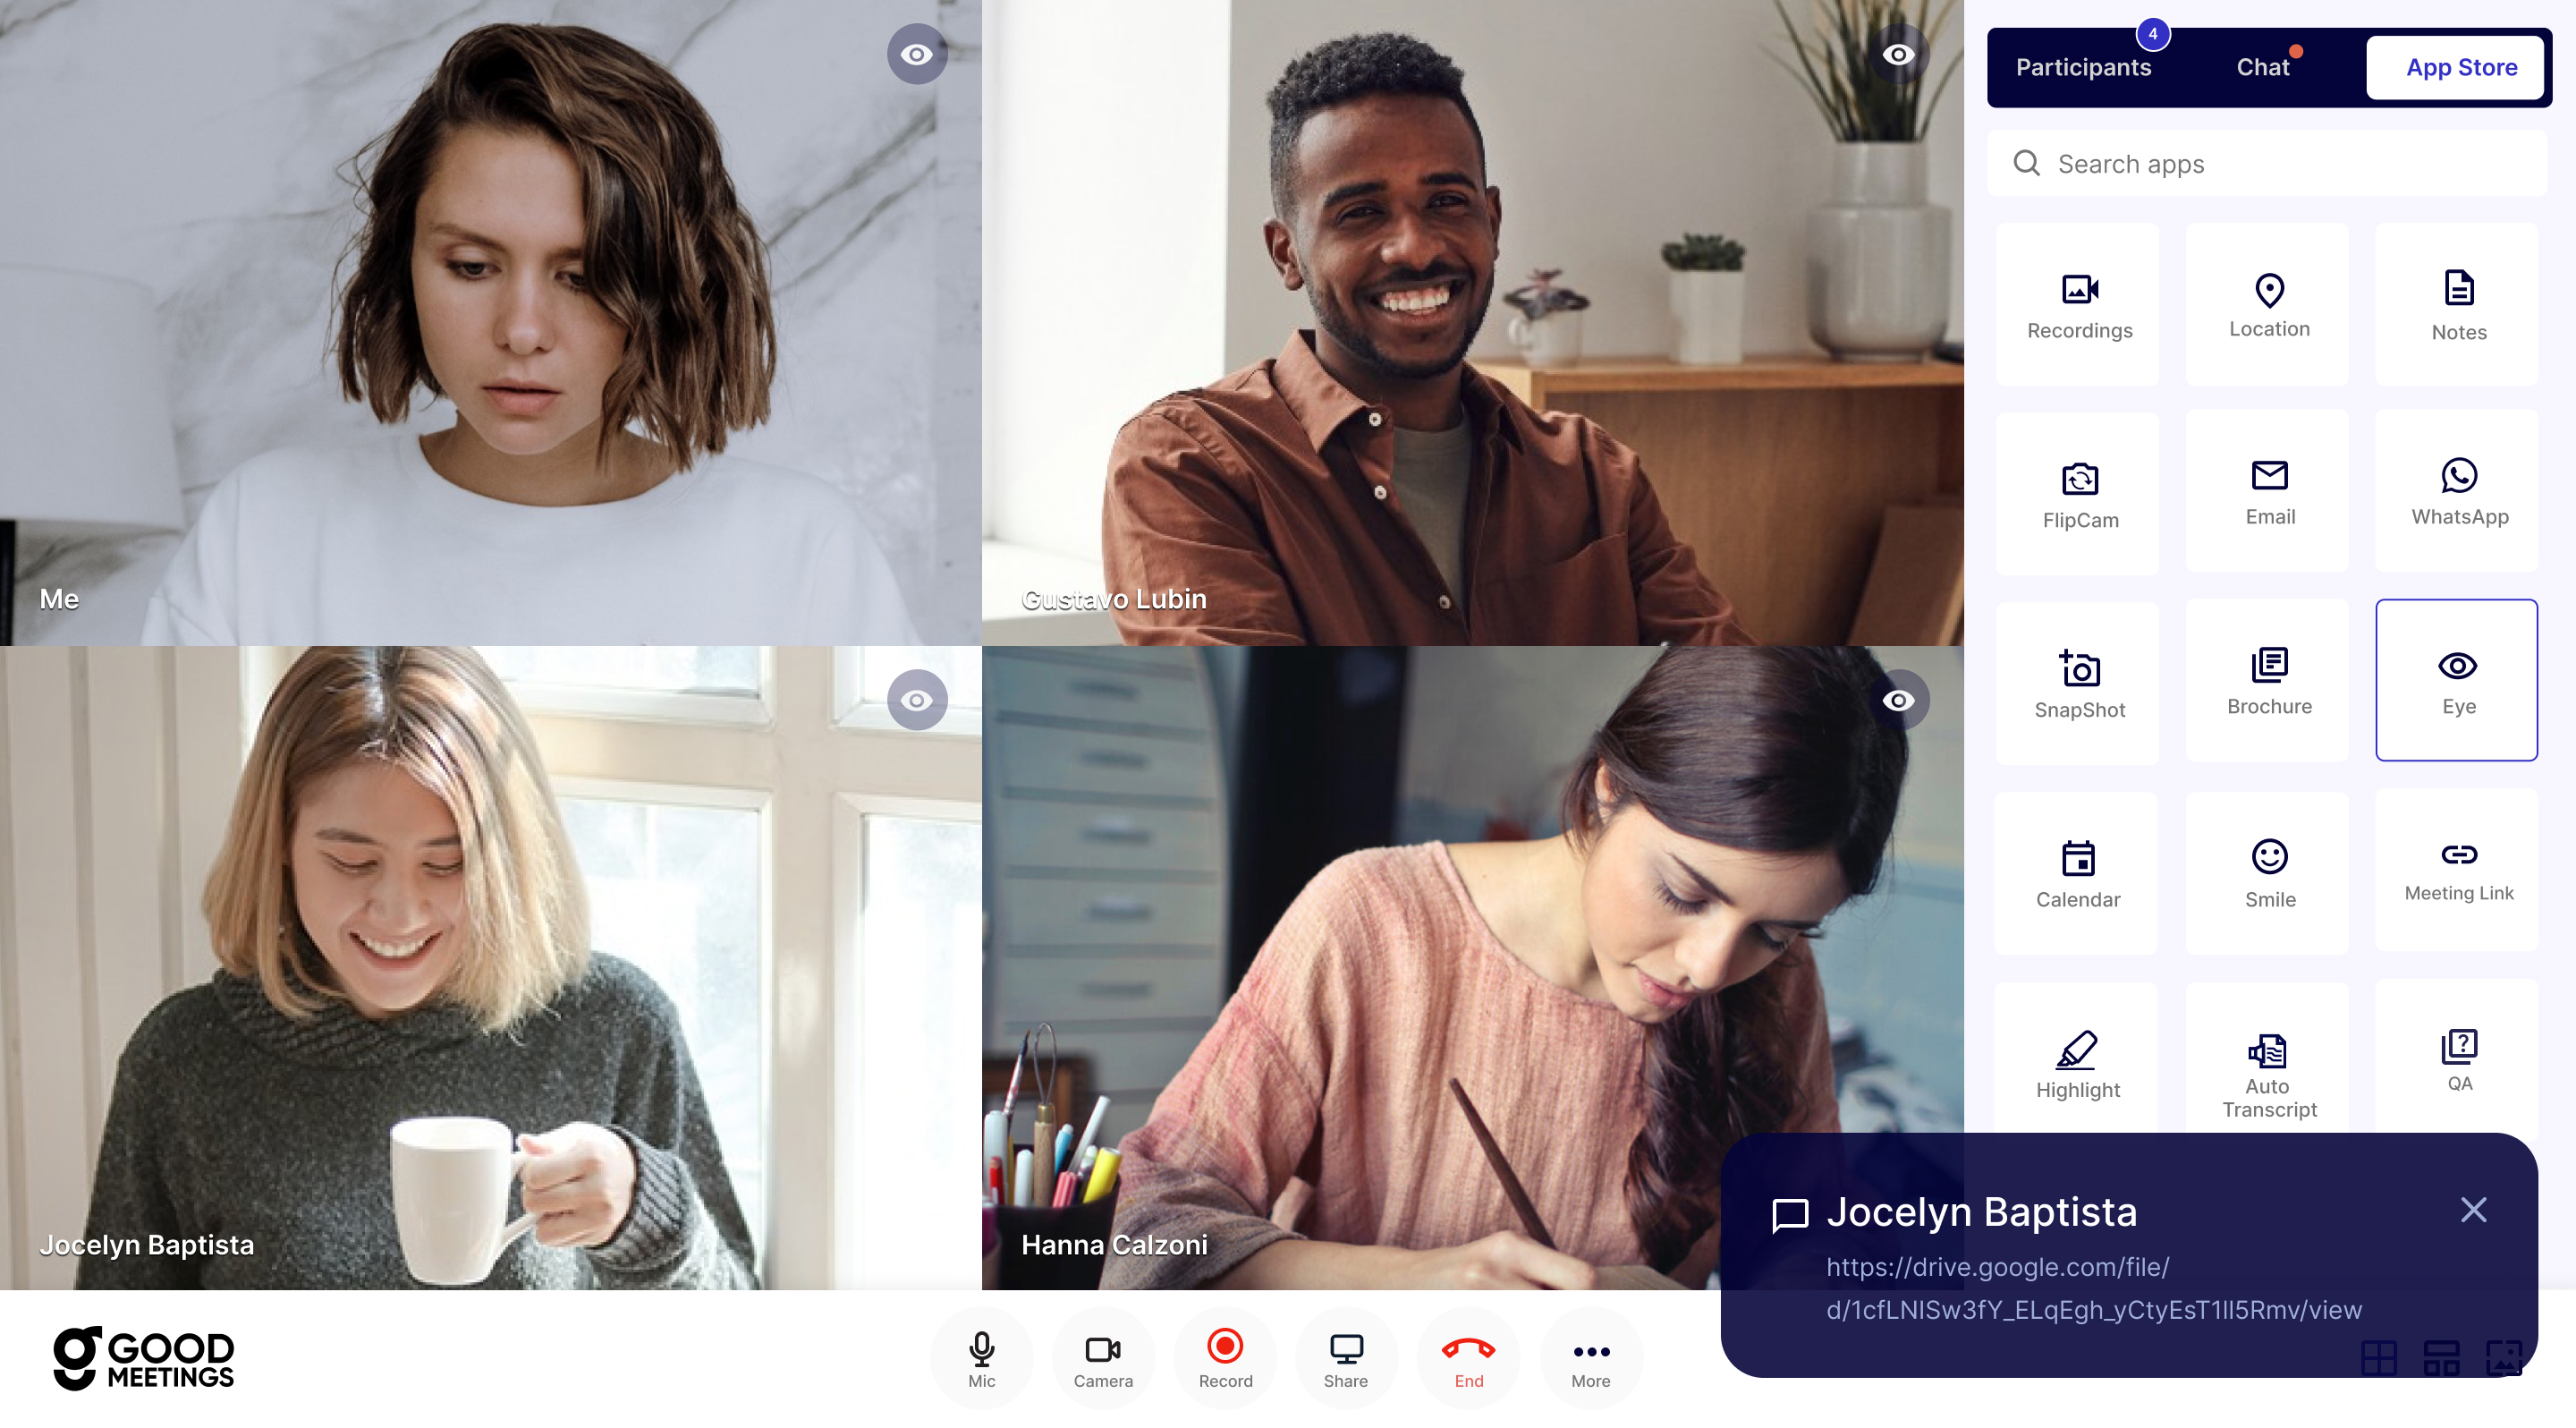 Participants
4
Chat
App Store
Search apps
Recordings
Location
Notes
FlipCam
Email
WhatsApp
SnapShot
Brochure
Eye
Calendar
Smile
Meeting Link
Highlight
Auto
Transcript
?
QA
Me
Gustavo Lubin
Jocelyn Baptista
Hanna Calzoni
Jocelyn Baptista
https://drive.google.com/file/
d/1cfLNISw3fY_ELqEgh_yCtyEsT1lI5Rmv/view
g GOOD
MEETINGS
Mic
Camera
Record
Share
End
More